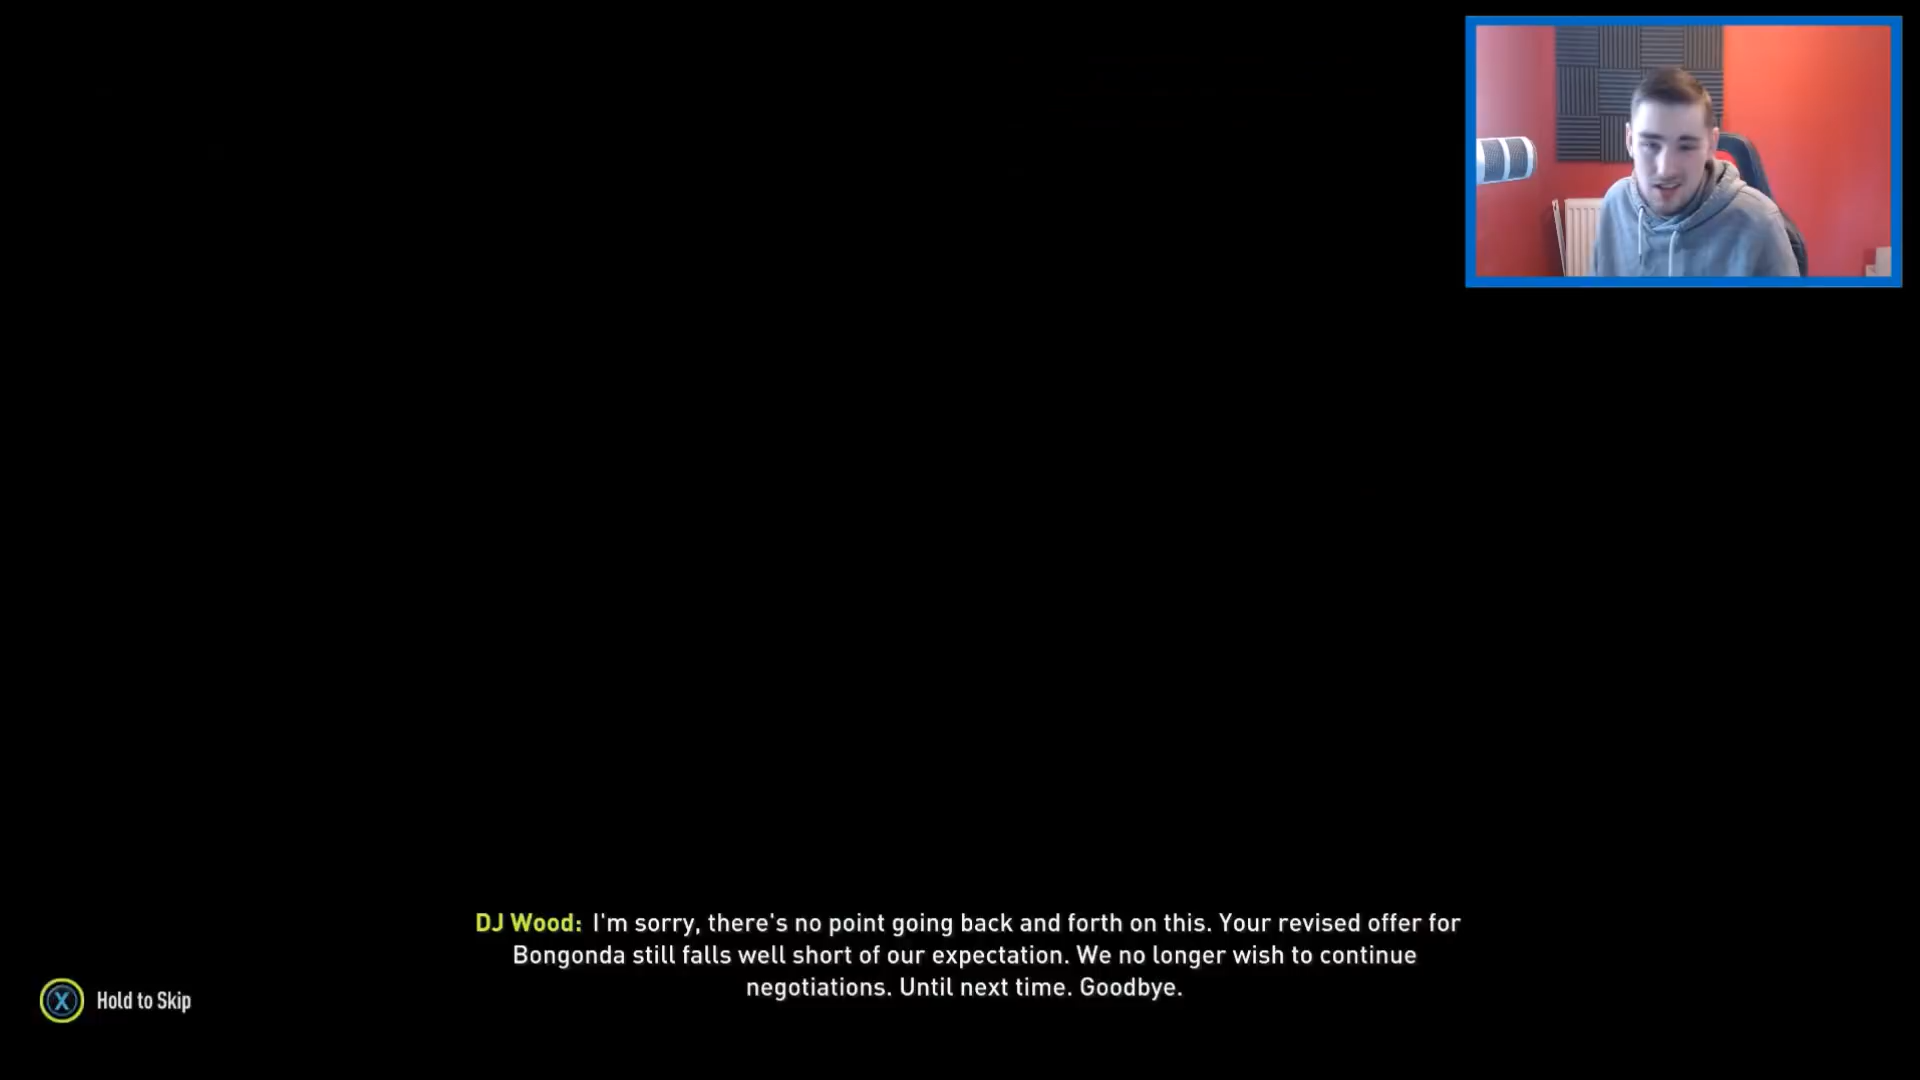 DJ Wood: I'm sorry, there's no point going back and forth on this. Your revised offer for
Bongonda still falls well short of our expectation. We no longer wish to continue
negotiations. Until next time. Goodbye.
X Hold to Skip